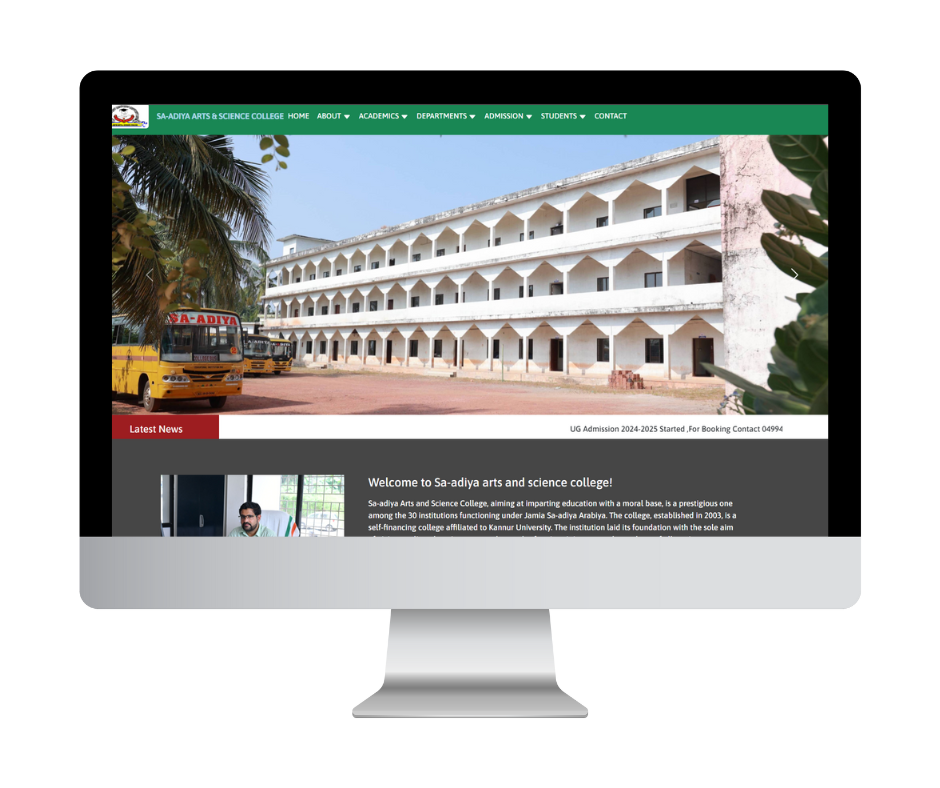 SA-ADIYA ARTS & SCIENCE COLLEGE HOME ABOUT ACADEMICS DEPARTMENTS ADMISSION STUDENTS CONTACT
SA-ADIYA
Latest News
UG Admission 2024-2025 Started ,For Booking Contact 04994
Welcome to Sa-adiya arts and science college!
Sa-adiya Arts and Science College, aiming at imparting education with a moral base, is a prestigious one
among the 30 institutions functioning under Jamia Sa-adiya Arabiya. The college, established in 2003, is a
self-financing college affiliated to Kannur University. The institution laid its foundation with the sole aim